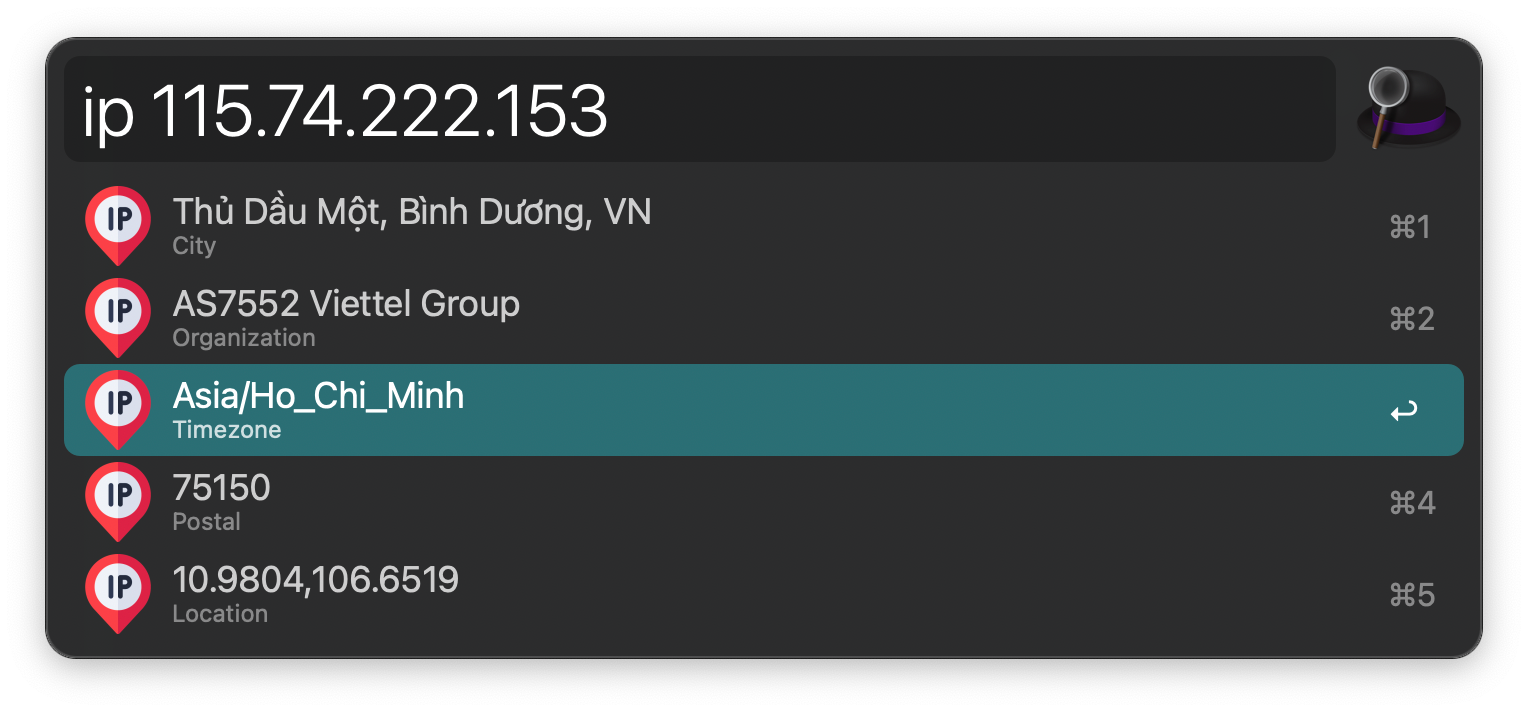 ip 115.74.222.153
IP Thủ Dầu Một, Bình Dương, VN ⌘1
City
IP AS7552 Viettel Group ⌘2
Organization
IP Asia/Ho_Chi_Minh ↩
Timezone
IP 75150 ⌘4
Postal
IP 10.9804,106.6519 ⌘5
Location